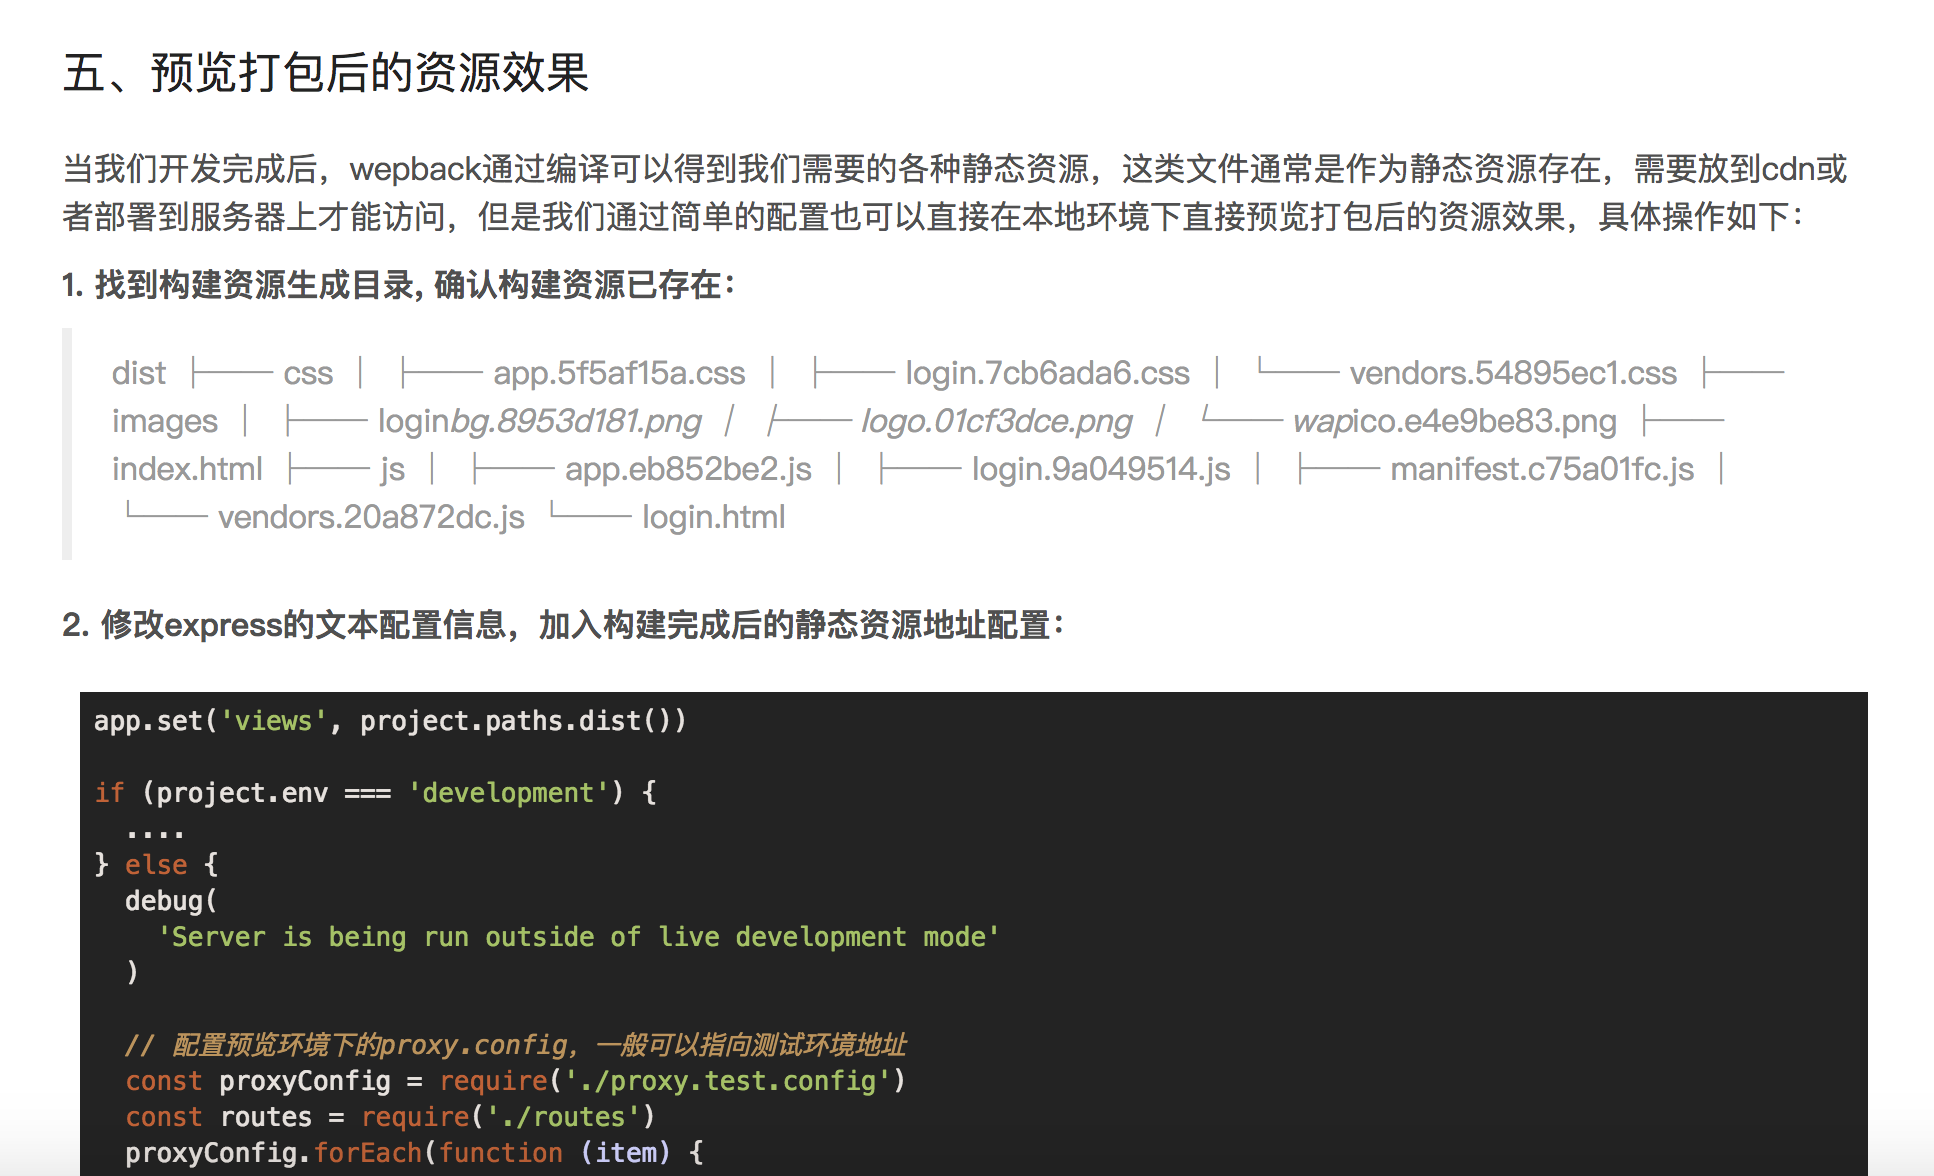 五、预览打包后的资源效果
当我们开发完成后，wepback通过编译可以得到我们需要的各种静态资源，这类文件通常是作为静态资源存在，需要放到cdn或
者部署到服务器上才能访问，但是我们通过简单的配置也可以直接在本地环境下直接预览打包后的资源效果，具体操作如下：
1. 找到构建资源生成目录, 确认构建资源已存在：
dist ├── css │ ├── app.5f5af15a.css │ ├── login.7cb6ada6.css │ └── vendors.54895ec1.css ├──
images │ ├── loginbg.8953d181.png │ ├── logo.01cf3dce.png │ └── wapico.e4e9be83.png ├──
index.html ├── js │ ├── app.eb852be2.js │ ├── login.9a049514.js │ ├── manifest.c75a01fc.js │
└── vendors.20a872dc.js └── login.html
2. 修改express的文本配置信息，加入构建完成后的静态资源地址配置：
app.set('views', project.paths.dist())
if (project.env === 'development') {
  ....
} else {
  debug(
    'Server is being run outside of live development mode'
  )
  // 配置预览环境下的proxy.config，一般可以指向测试环境地址
  const proxyConfig = require('./proxy.test.config')
  const routes = require('./routes')
  proxyConfig.forEach(function (item) {